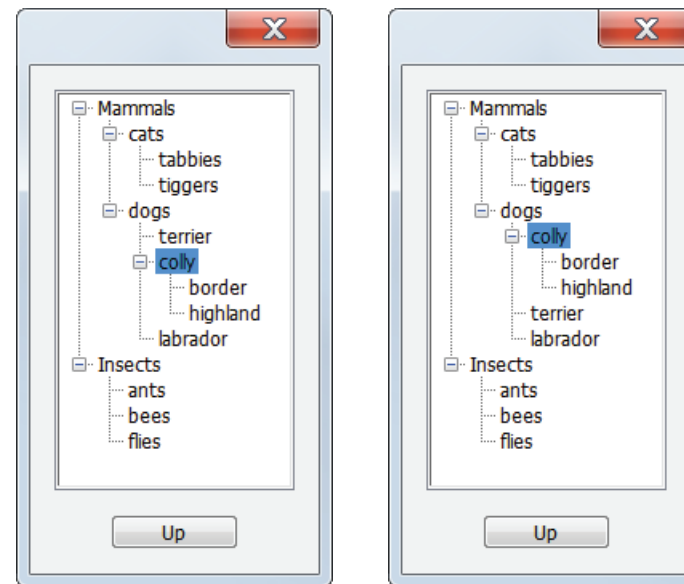 Mammals
cats
tabbies
tiggers
dogs
terrier
colly
border
highland
labrador
Insects
ants
bees
flies
Up
Mammals
cats
tabbies
tiggers
dogs
colly
border
highland
terrier
labrador
Insects
ants
bees
flies
Up